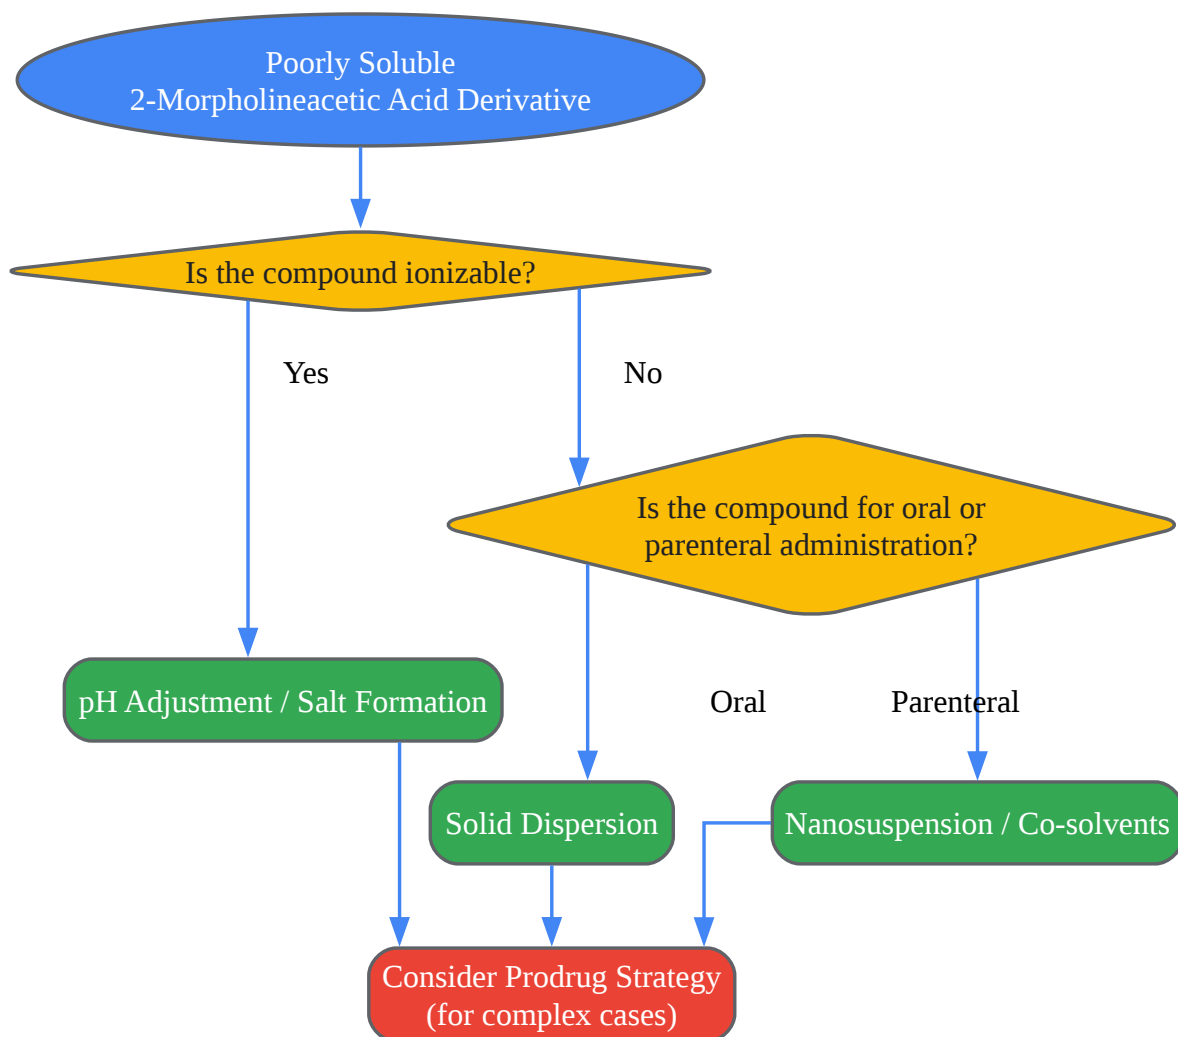 Poorly Soluble
2-Morpholineacetic Acid Derivative
Is the compound ionizable?
Yes
No
Is the compound for oral or
parenteral administration?
pH Adjustment / Salt Formation
Oral
Parenteral
Solid Dispersion
Nanosuspension / Co-solvents
Consider Prodrug Strategy
(for complex cases)